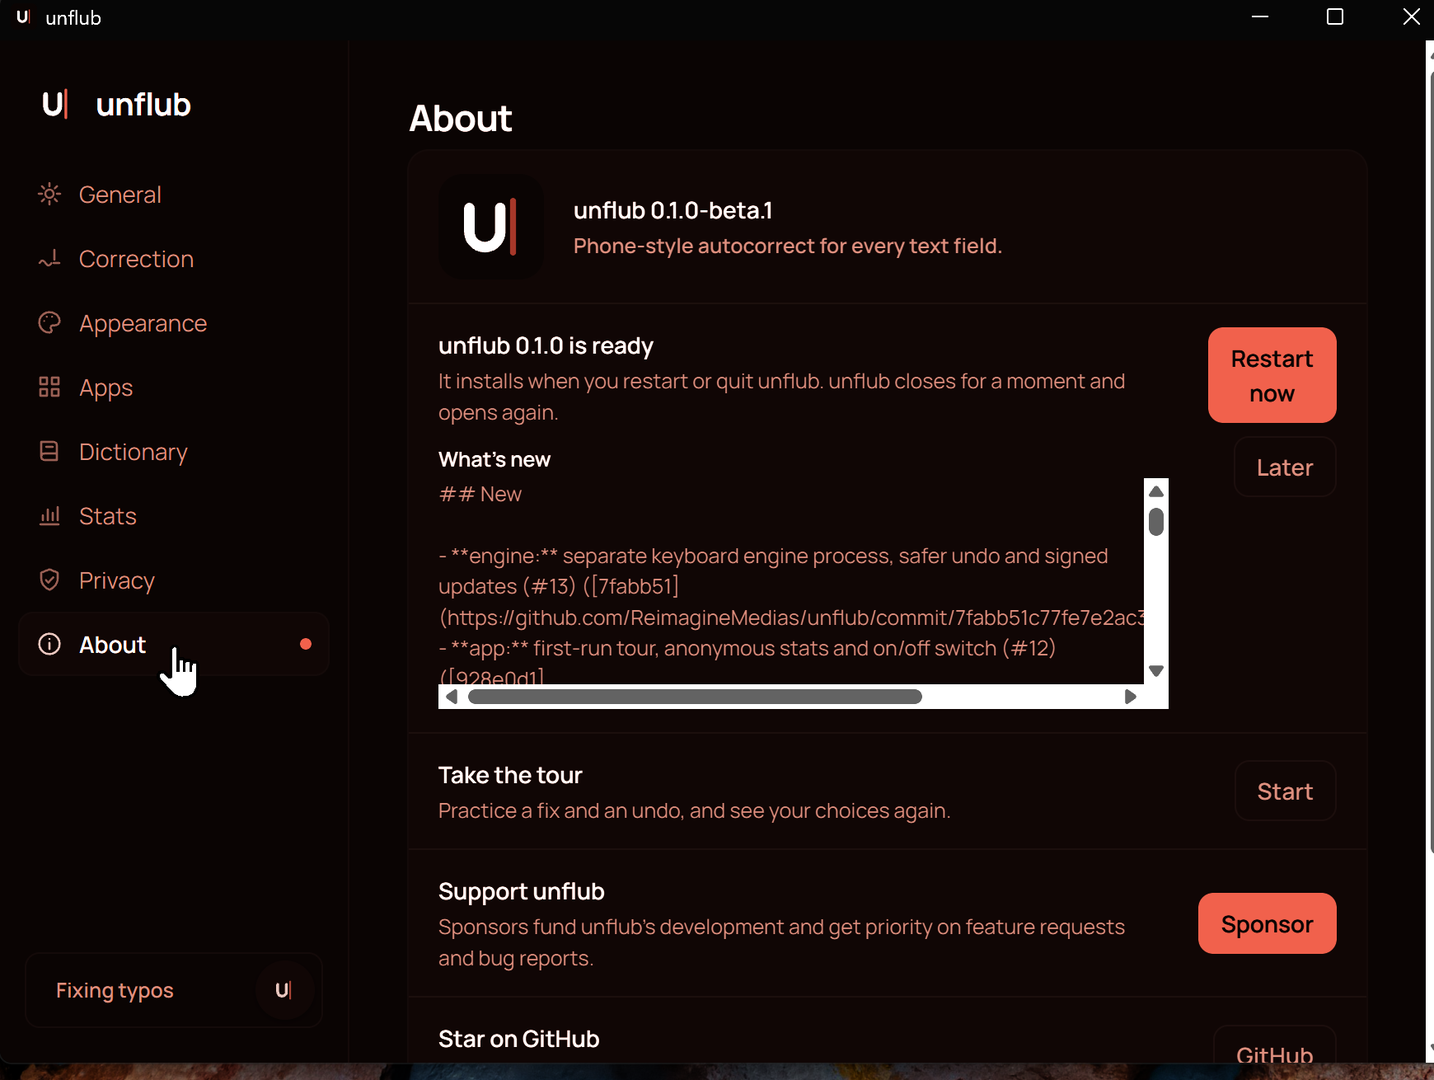 U| unflub
U| unflub
General
Correction
Appearance
Apps
Dictionary
Stats
Privacy
About
Fixing typos U|
About
U|
unflub 0.1.0-beta.1
Phone-style autocorrect for every text field.
unflub 0.1.0 is ready
It installs when you restart or quit unflub. unflub closes for a moment and
opens again.
Restart
now
Later
What's new
## New
- **engine:** separate keyboard engine process, safer undo and signed
updates (#13) ([7fabb51]
(https://github.com/ReimagineMedias/unflub/commit/7fabb51c77fe7e2ac3
- **app:** first-run tour, anonymous stats and on/off switch (#12)
([928e0d1]
Take the tour
Practice a fix and an undo, and see your choices again.
Start
Support unflub
Sponsors fund unflub's development and get priority on feature requests
and bug reports.
Sponsor
Star on GitHub
GitHub